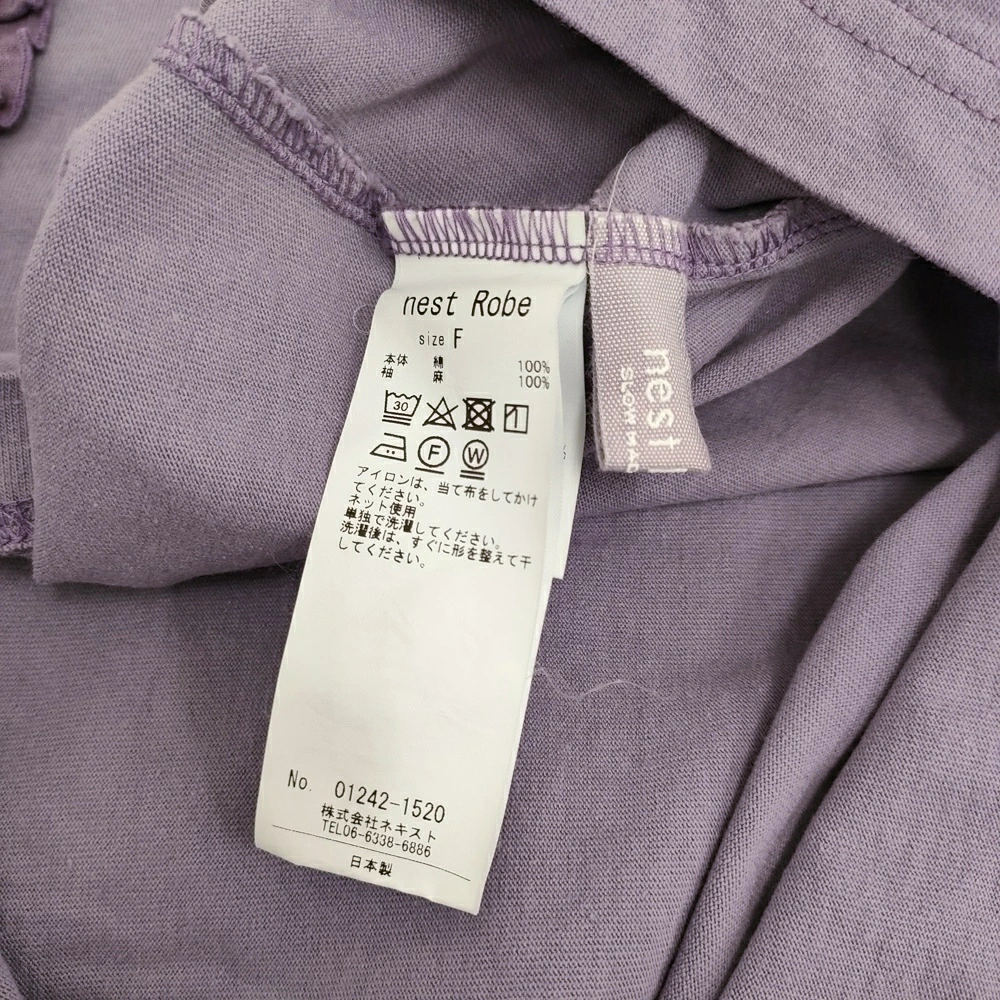 nest Robe
size F
本体 綿 100%
袖 麻 100%
30
F W
アイロンは、当て布をしてかけ
てください。
ネット使用
単独で洗濯してください。
洗濯後は、すぐに形を整えて干
してください。
No. 01242-1520
株式会社ネキスト
TEL06-6338-6886
日本製
nest
SLOW